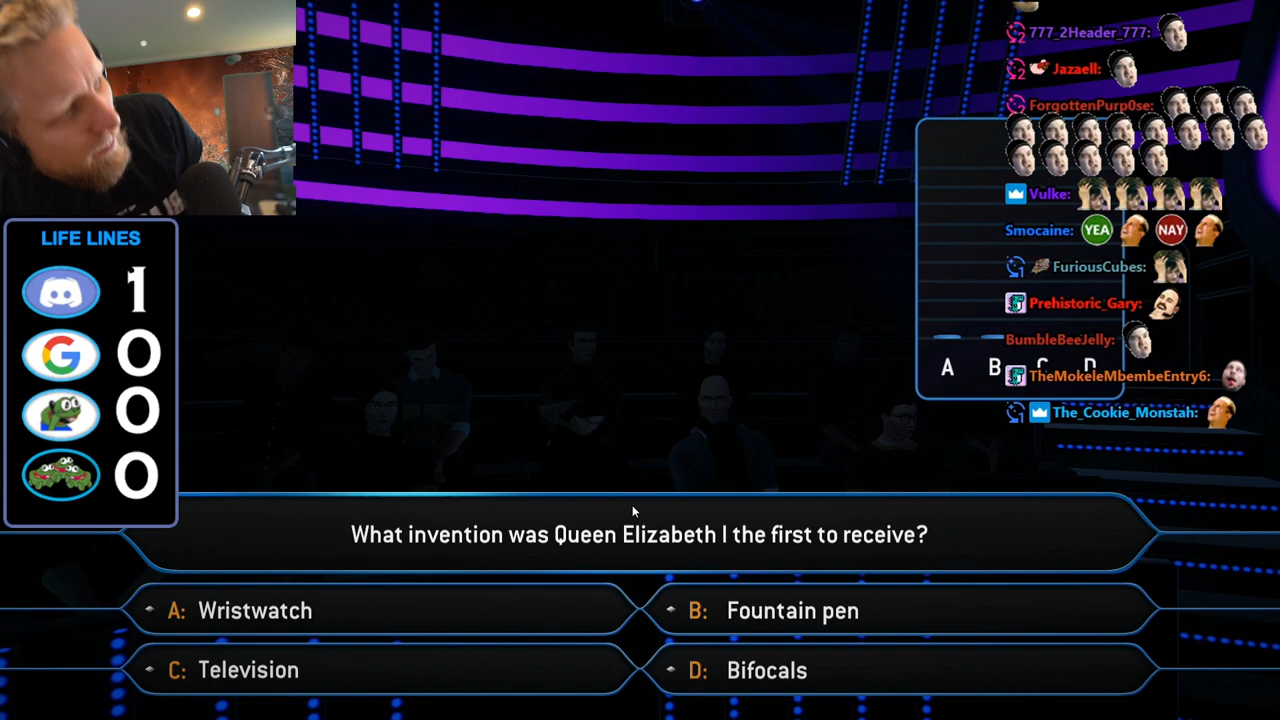 777_2Header_777:
Jazaell:
ForgottenPurp0se:
Vulke:
Smocaine: YEA NAY
FuriousCubes:
Prehistoric_Gary:
BumbleBeeJelly:
TheMokeleMbembeEntry6:
The_Cookie_Monstah:
A B C D
LIFE LINES
1
0
0
0
What invention was Queen Elizabeth I the first to receive?
A: Wristwatch
B: Fountain pen
C: Television
D: Bifocals